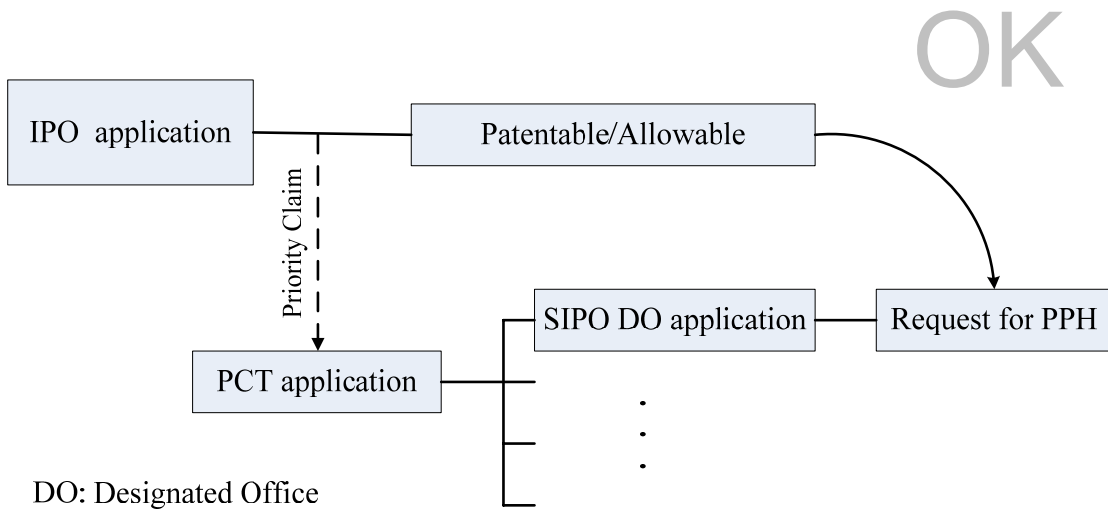 OK
IPO application
Patentable/Allowable
Priority Claim
SIPO DO application
Request for PPH
PCT application
DO: Designated Office